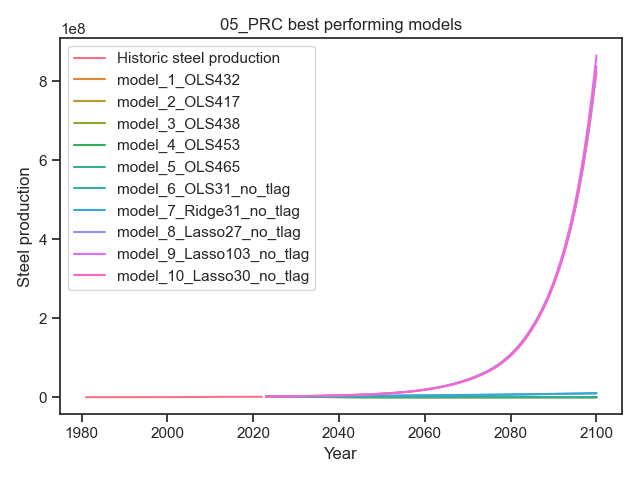 05_PRC best performing models
1e8
Historic steel production
model_1_OLS432
model_2_OLS417
model_3_OLS438
model_4_OLS453
model_5_OLS465
model_6_OLS31_no_tlag
model_7_Ridge31_no_tlag
model_8_Lasso27_no_tlag
model_9_Lasso103_no_tlag
model_10_Lasso30_no_tlag
Steel production
8
6
4
2
0
1980 2000 2020 2040 2060 2080 2100
Year